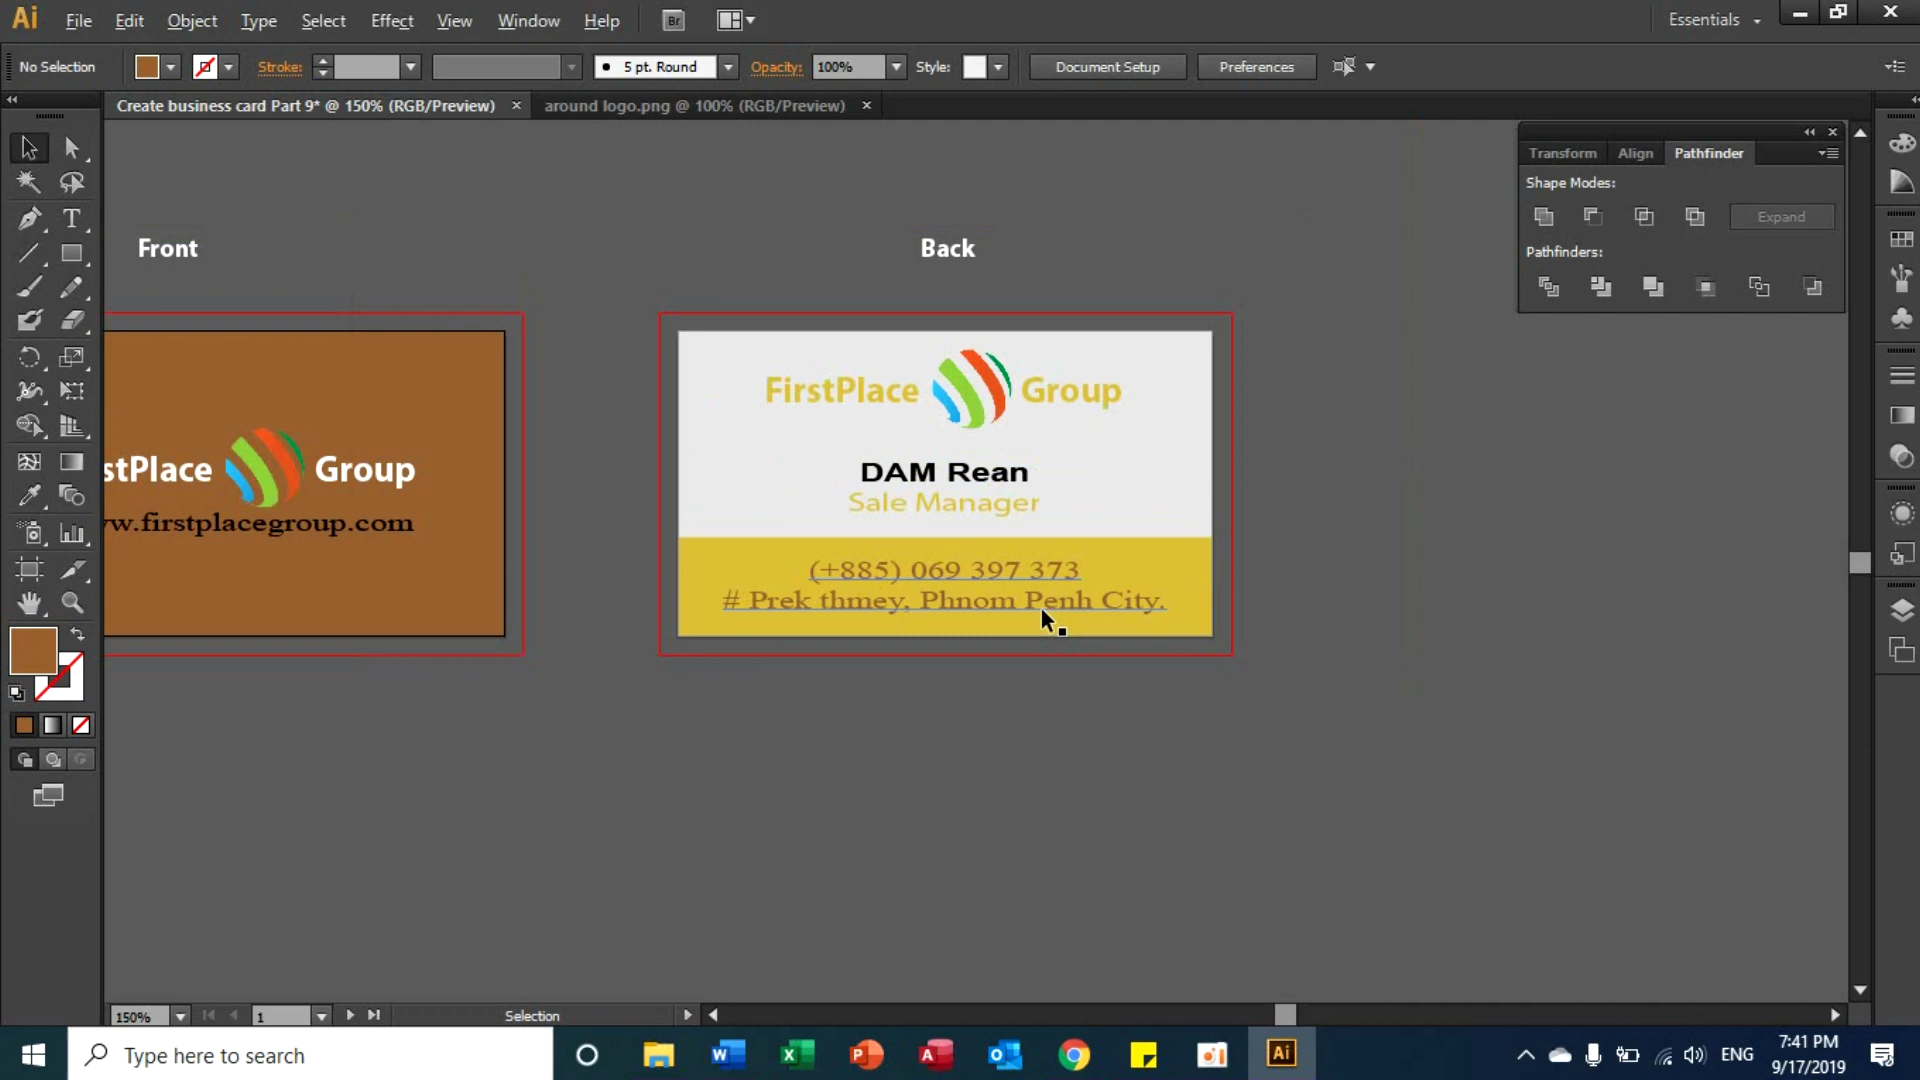 Ai File Edit Object Type Select Effect View Window Help Br Essentials
No Selection Stroke: 5 pt. Round Opacity: 100% Style: Document Setup Preferences
Create business card Part 9* @ 150% (RGB/Preview) × around logo.png @ 100% (RGB/Preview) ×
Transform Align Pathfinder
Shape Modes:
Expand
Pathfinders:
Front
Back
FirstPlace Group
DAM Rean
Sale Manager
(+885) 069 397 373
# Prek thmey, Phnom Penh City.
stPlace Group
w.firstplacegroup.com
150% 1 Selection
Type here to search
ENG
7:41 PM
9/17/2019